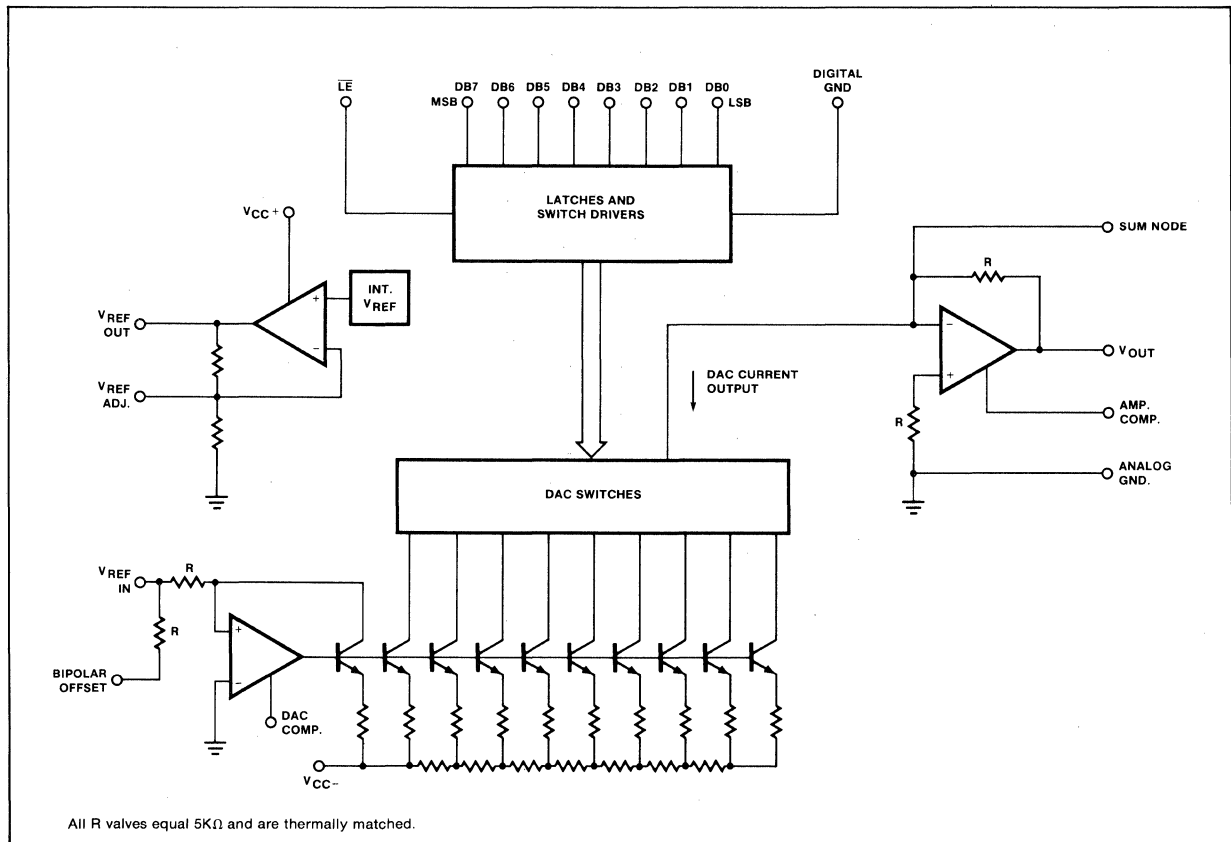 LE
DB7 DB6 DB5 DB4 DB3 DB2 DB1 DB0
MSB
LSB
DIGITAL
GND
LATCHES AND
SWITCH DRIVERS
VCC +
+
−
INT.
VREF
VREF
OUT
VREF
ADJ.
SUM NODE
R
−
+
VOUT
R
AMP.
COMP.
ANALOG
GND.
DAC CURRENT
OUTPUT
DAC SWITCHES
VREF
IN
R
R
+
−
BIPOLAR
OFFSET
DAC
COMP.
VCC−
All R valves equal 5KΩ and are thermally matched.